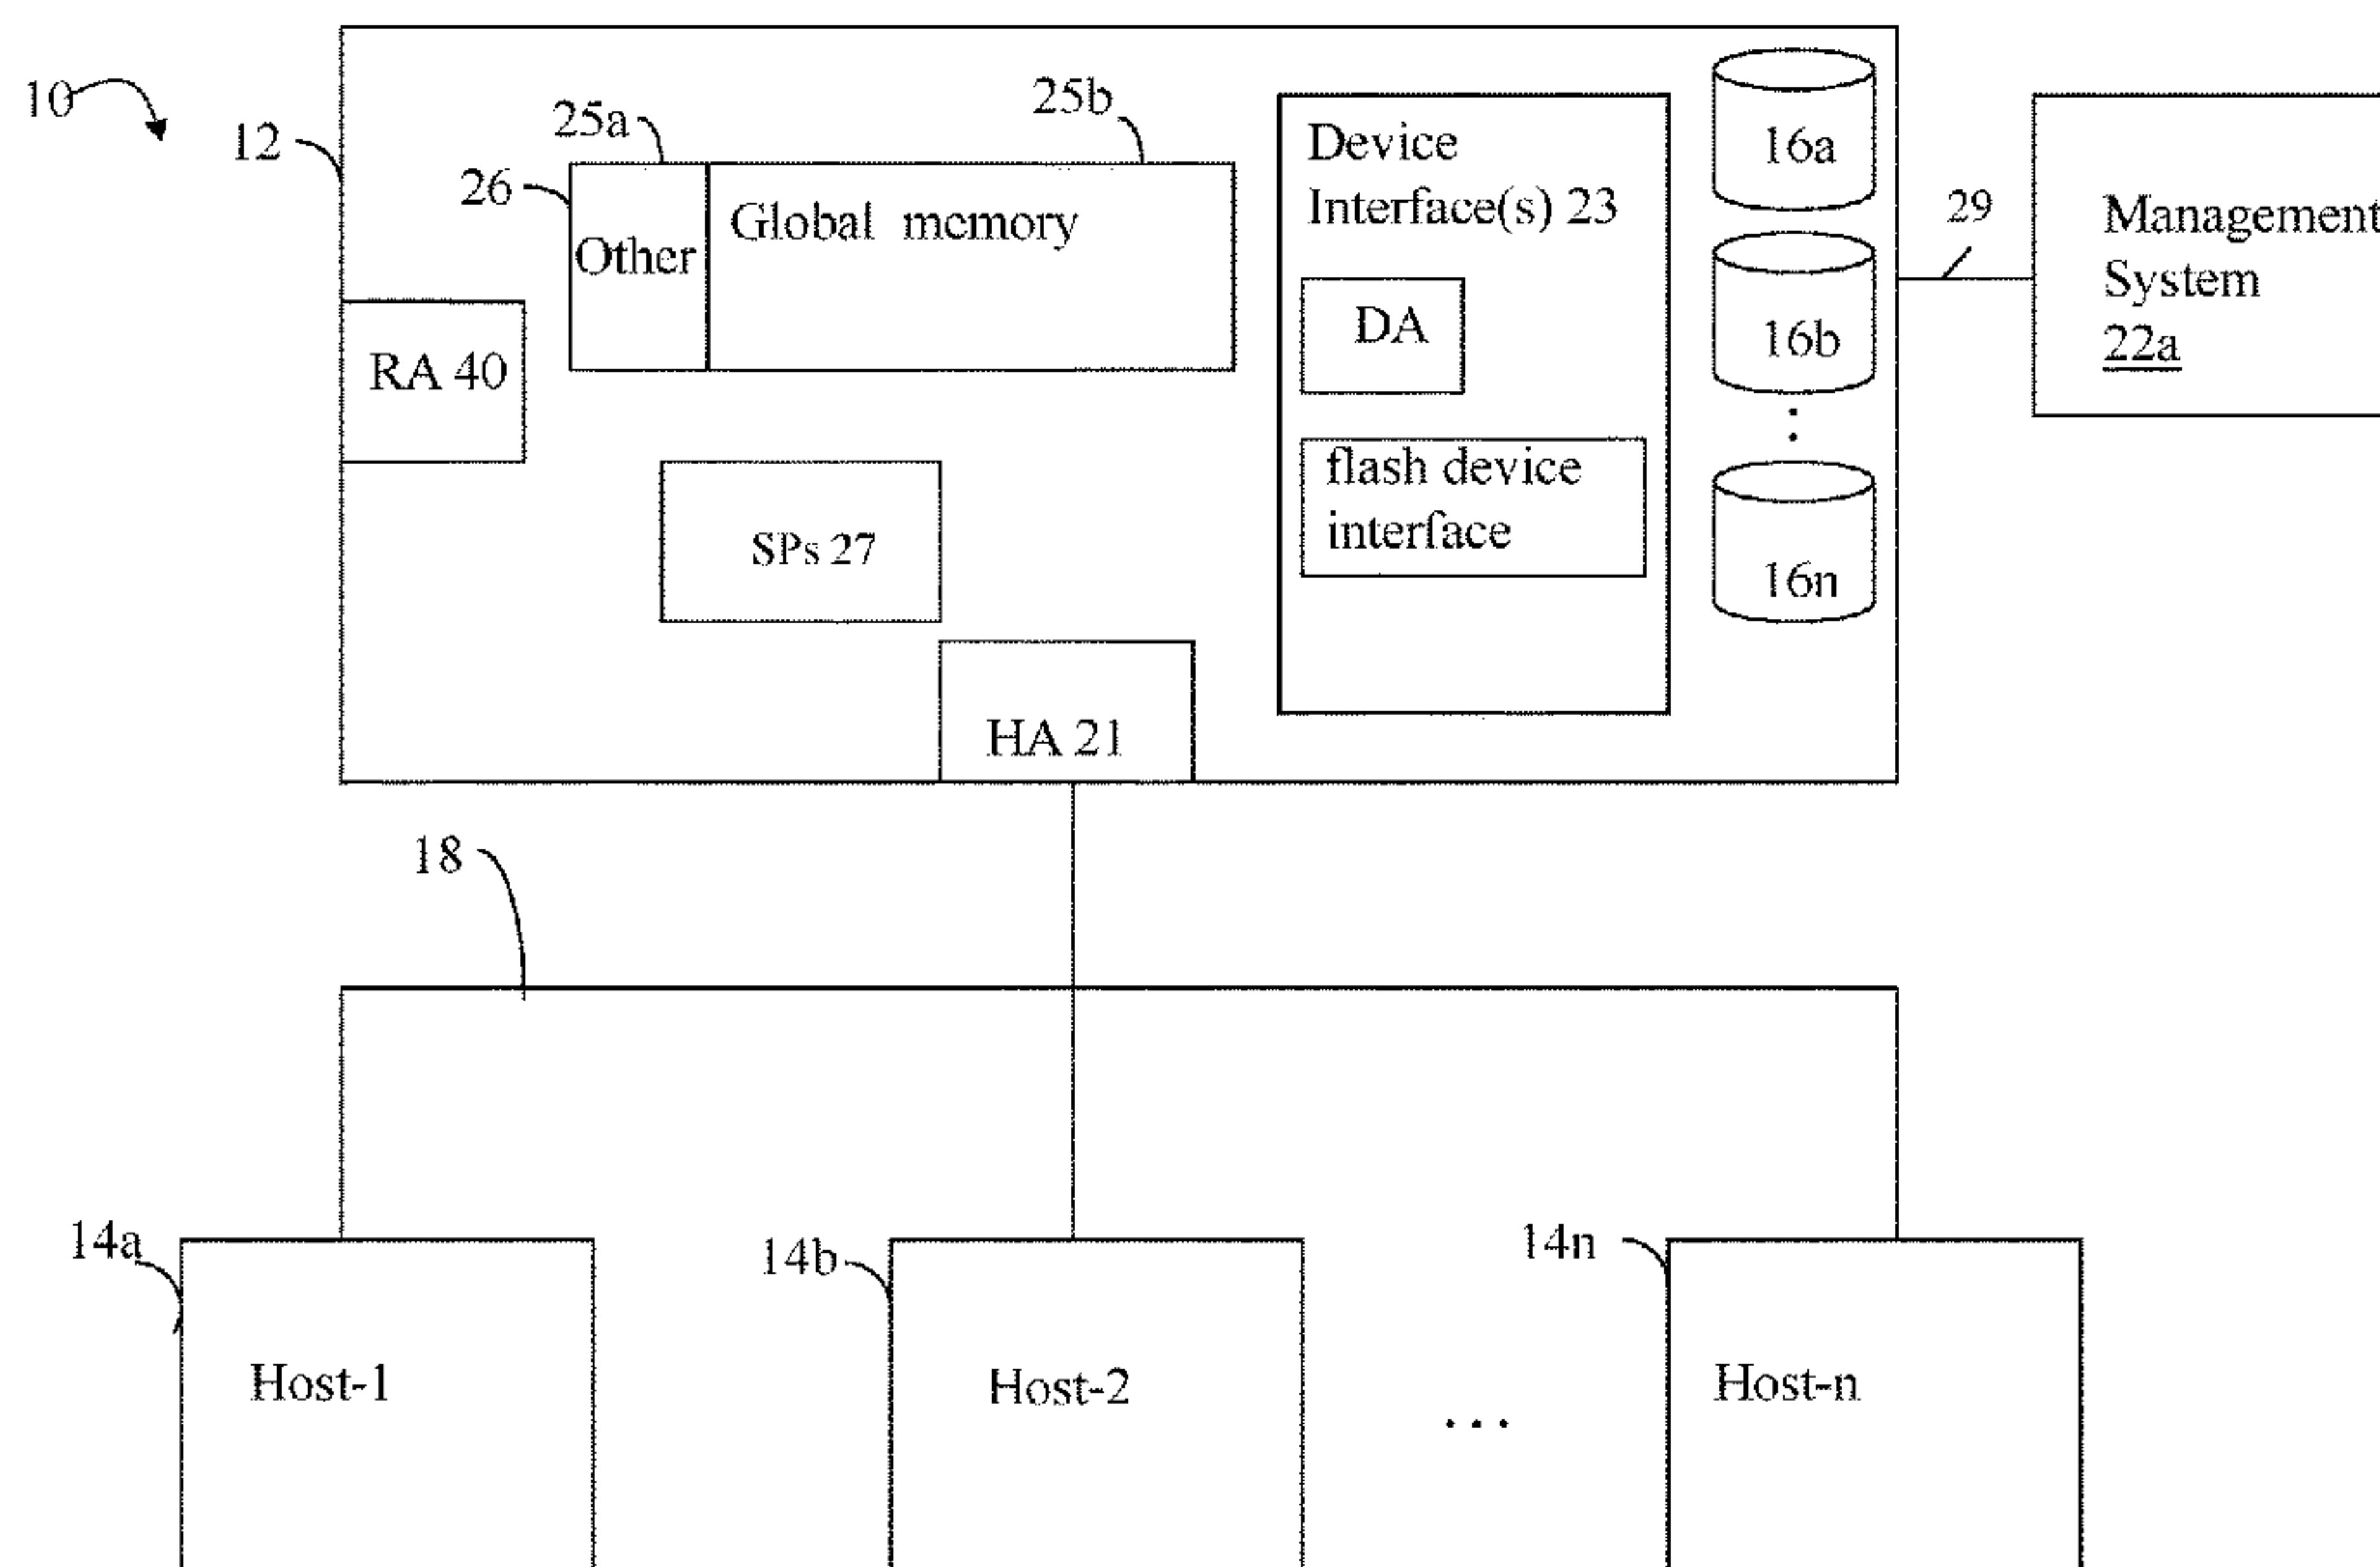 10
12
25a
25b
26
Other
Global memory
Device
Interface(s) 23
DA
flash device
interface
16a
16b
:
16n
29
Management
System
22a
RA 40
SPs 27
HA 21
18
14a
Host-1
14b
Host-2
...
14n
Host-n